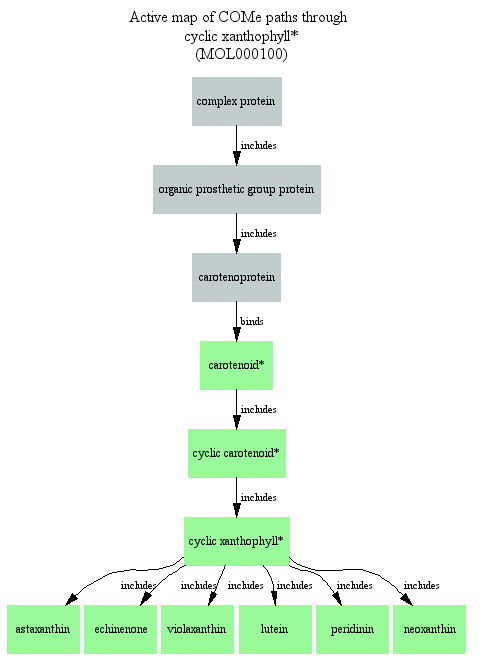 Active map of COMe paths through
cyclic xanthophyll*
(MOL000100)
complex protein
includes
organic prosthetic group protein
includes
carotenoprotein
binds
carotenoid*
includes
cyclic carotenoid*
includes
cyclic xanthophyll*
includes includes includes includes includes includes
astaxanthin echinenone violaxanthin lutein peridinin neoxanthin